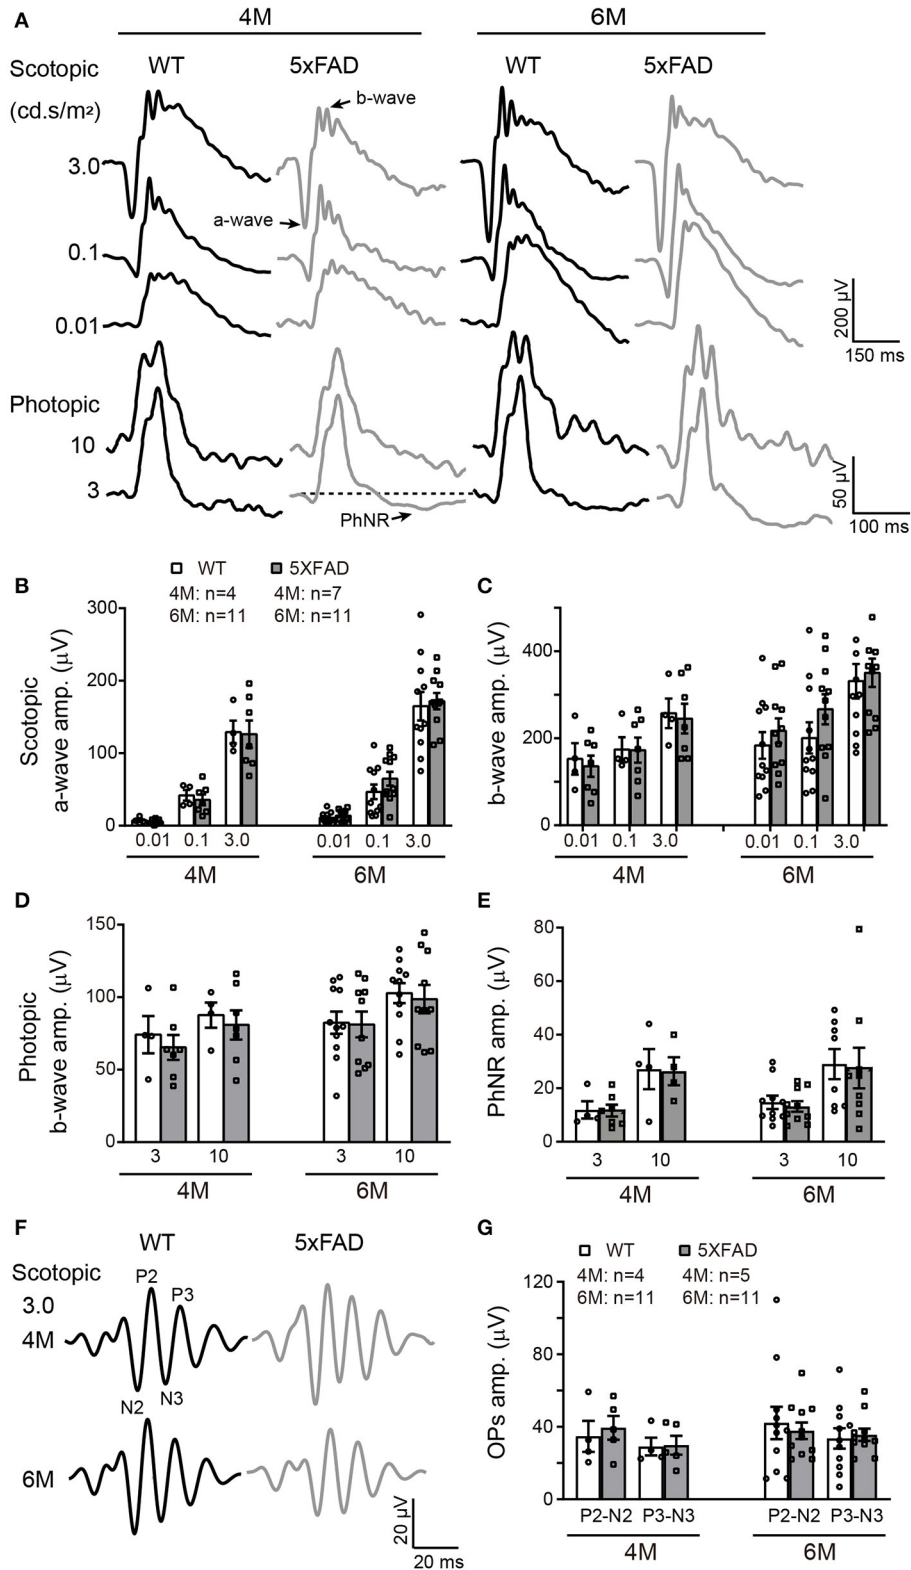 A
4M 6M
Scotopic WT 5xFAD WT 5xFAD
(cd.s/m²)
b-wave
3.0
a-wave
0.1
0.01
200 µV
150 ms
Photopic
10
3
PhNR
50 µV
100 ms
B
WT 5XFAD
4M: n=4 4M: n=7
6M: n=11 6M: n=11
Scotopic
a-wave amp. (µV)
300
200
100
0
0.01 0.1 3.0 0.01 0.1 3.0
4M 6M
C
b-wave amp. (µV)
400
200
0
0.01 0.1 3.0 0.01 0.1 3.0
4M 6M
D
Photopic
b-wave amp. (µV)
150
100
50
0
3 10 3 10
4M 6M
E
PhNR amp. (µV)
80
60
40
20
0
3 10 3 10
4M 6M
F
WT 5xFAD
Scotopic
3.0
4M
P2
P3
N2
N3
6M
20 µV
20 ms
G
WT 5XFAD
4M: n=4 4M: n=5
6M: n=11 6M: n=11
OPs amp. (µV)
120
80
40
0
P2-N2 P3-N3 P2-N2 P3-N3
4M 6M